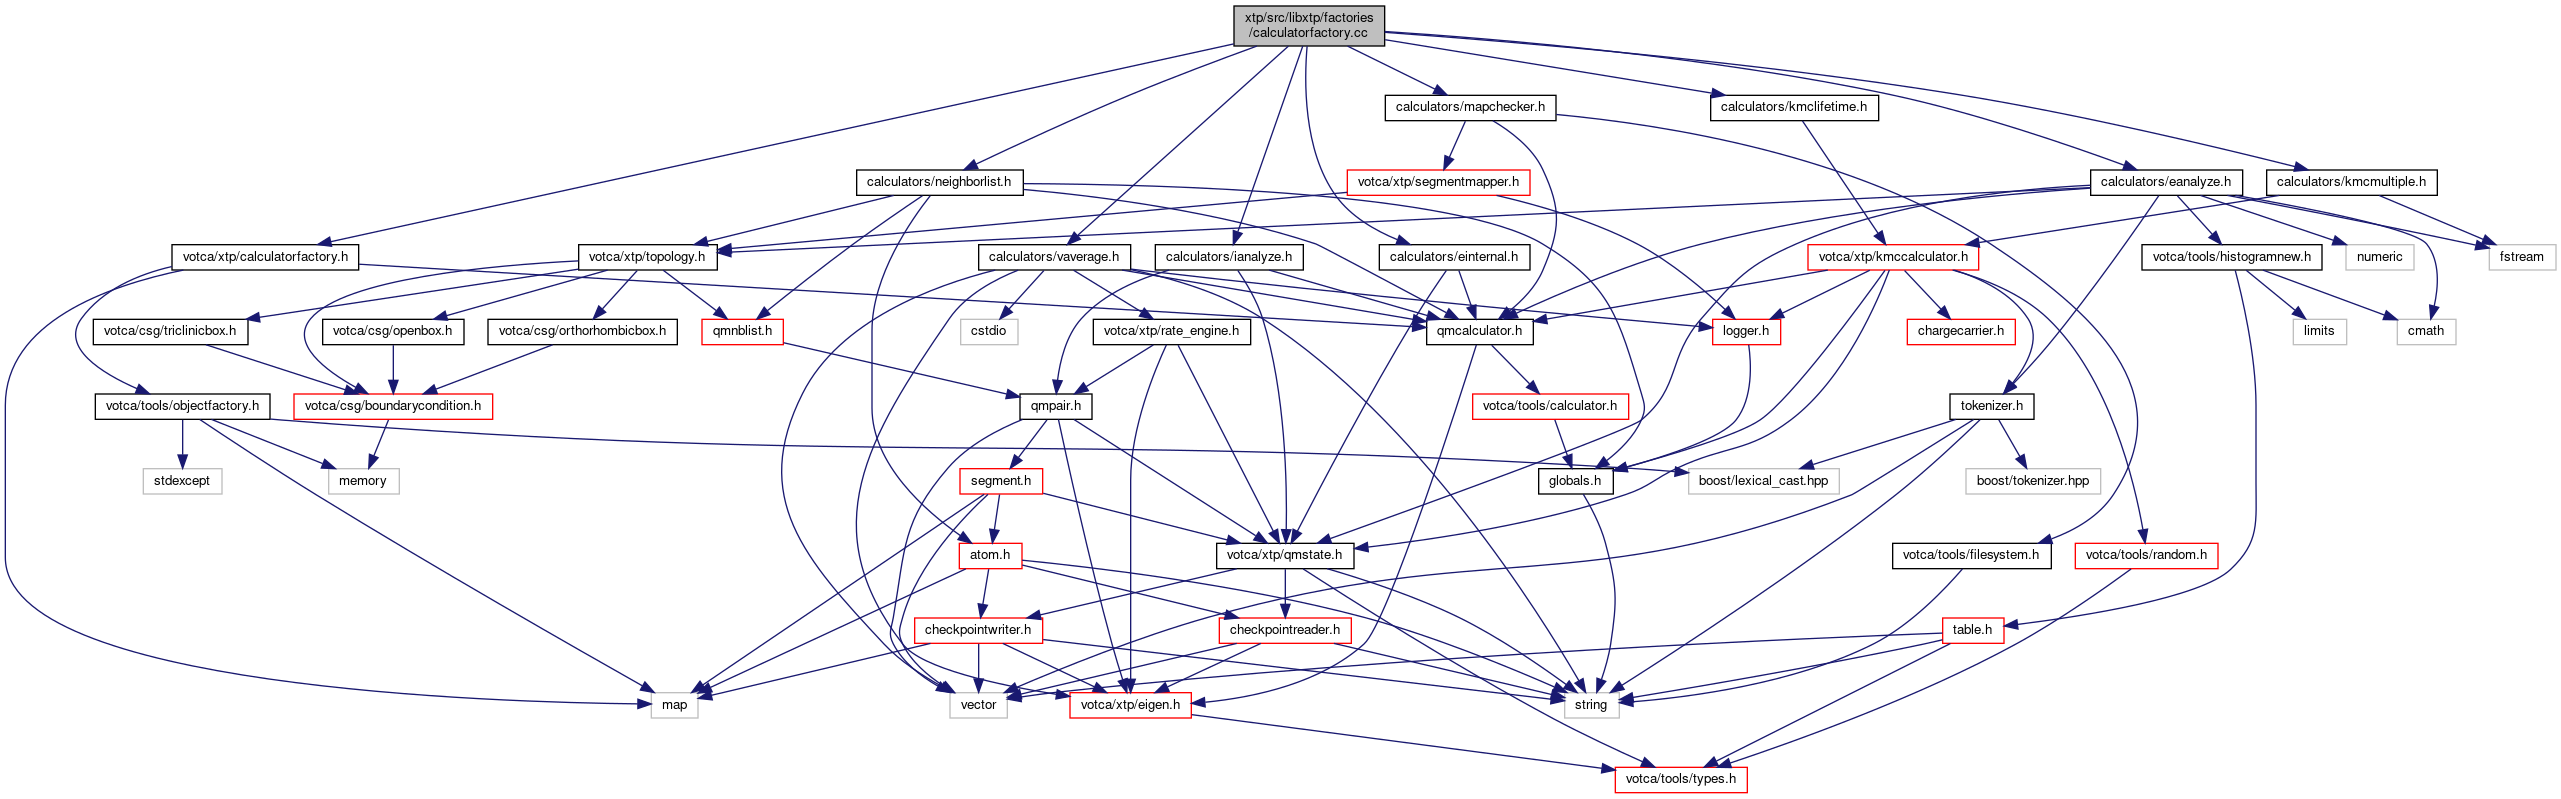 xtp/src/libxtp/factories
/calculatorfactory.cc
calculators/mapchecker.h
calculators/kmclifetime.h
calculators/neighborlist.h
votca/xtp/segmentmapper.h
calculators/eanalyze.h
calculators/kmcmultiple.h
votca/xtp/calculatorfactory.h
votca/xtp/topology.h
calculators/vaverage.h
calculators/ianalyze.h
calculators/einternal.h
votca/xtp/kmccalculator.h
votca/tools/histogramnew.h
numeric
fstream
votca/csg/triclinicbox.h
votca/csg/openbox.h
votca/csg/orthorhombicbox.h
qmnblist.h
cstdio
votca/xtp/rate_engine.h
qmcalculator.h
logger.h
chargecarrier.h
limits
cmath
votca/tools/objectfactory.h
votca/csg/boundarycondition.h
qmpair.h
votca/tools/calculator.h
tokenizer.h
stdexcept
memory
segment.h
globals.h
boost/lexical_cast.hpp
boost/tokenizer.hpp
atom.h
votca/xtp/qmstate.h
votca/tools/filesystem.h
votca/tools/random.h
checkpointwriter.h
checkpointreader.h
table.h
map
vector
votca/xtp/eigen.h
string
votca/tools/types.h